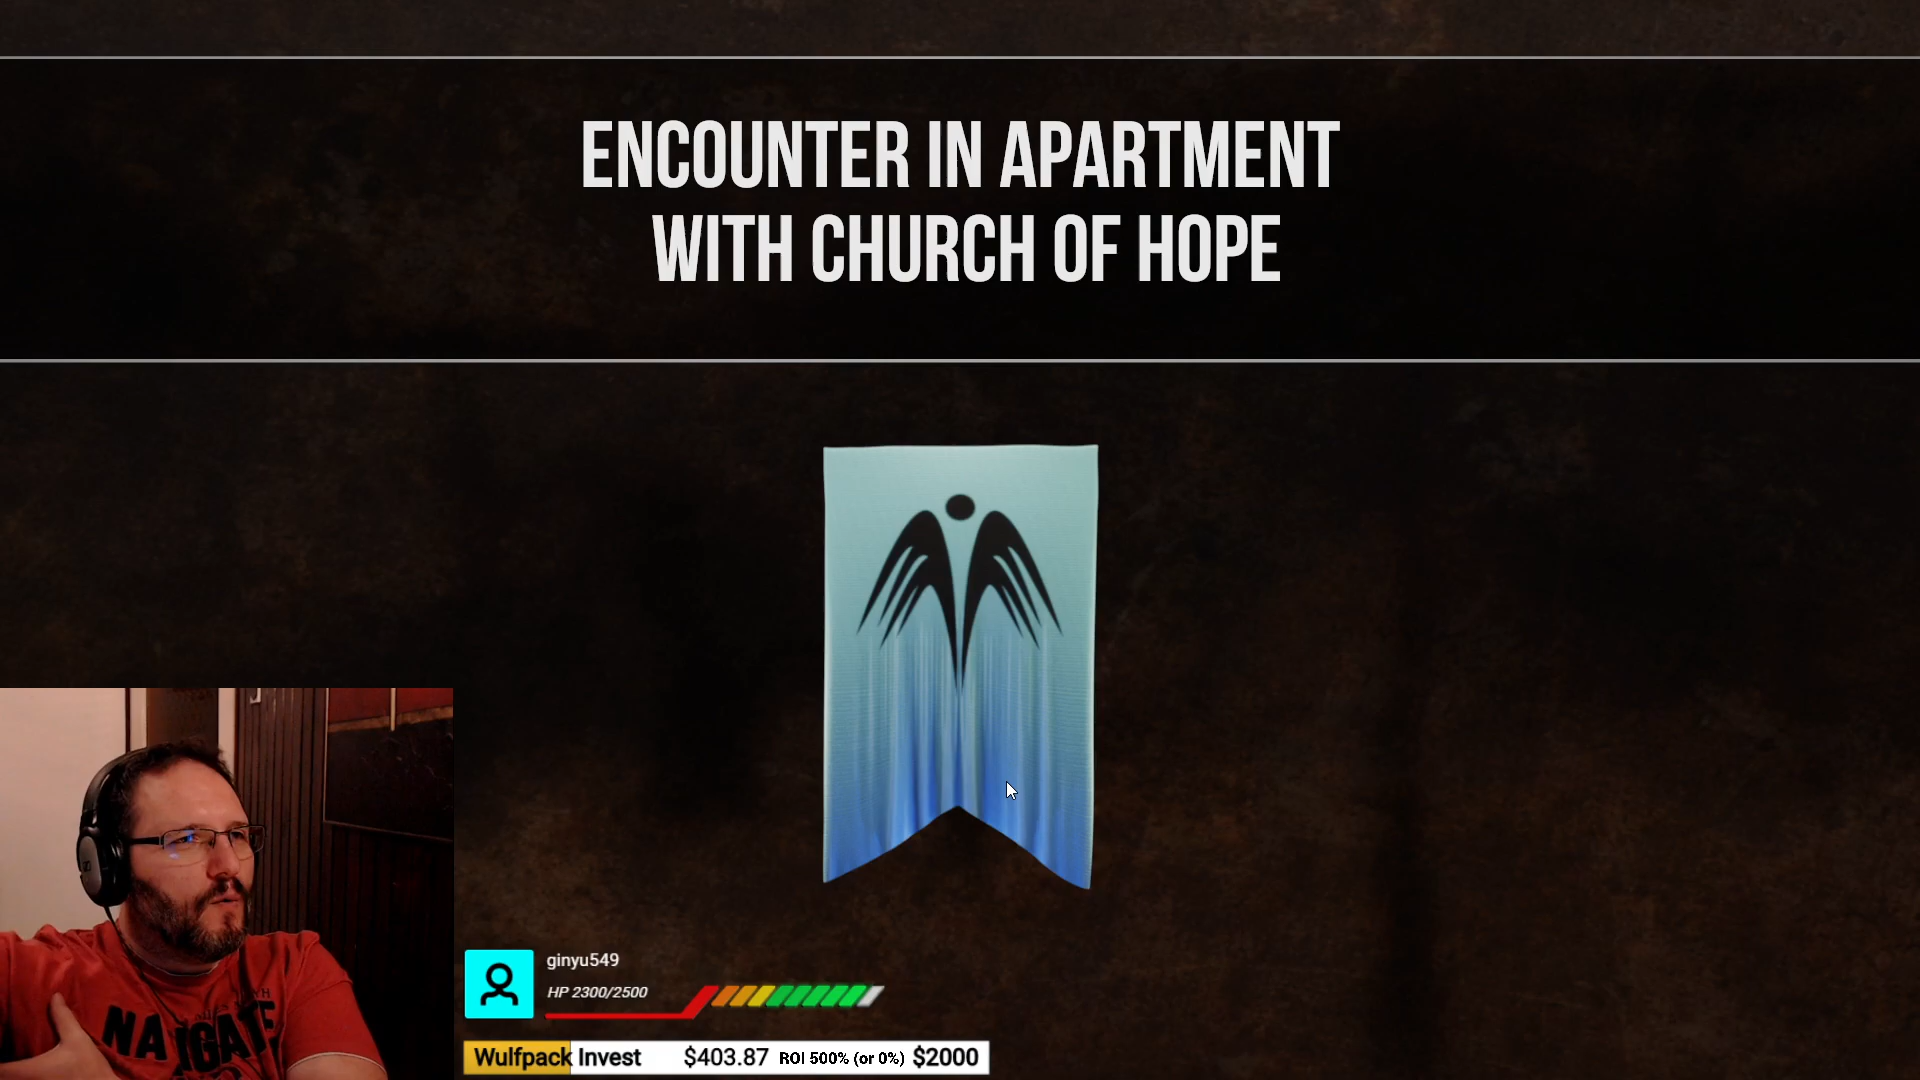 ENCOUNTER IN APARTMENT
WITH CHURCH OF HOPE
ginyu549
HP 2300/2500
Wulfpack Invest $403.87 ROI 500% (or 0%) $2000